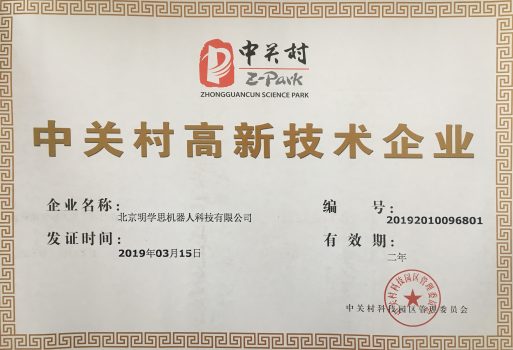 中关村
Z-Park
ZHONGGUANCUN SCIENCE PARK
中关村高新技术企业
企业名称：
北京明学思机器人科技有限公司
编 号：
20192010096801
发证时间：
2019年03月15日
有效期：
二年
中关村科技园区管理委员会
中关村科技园区管理委员会